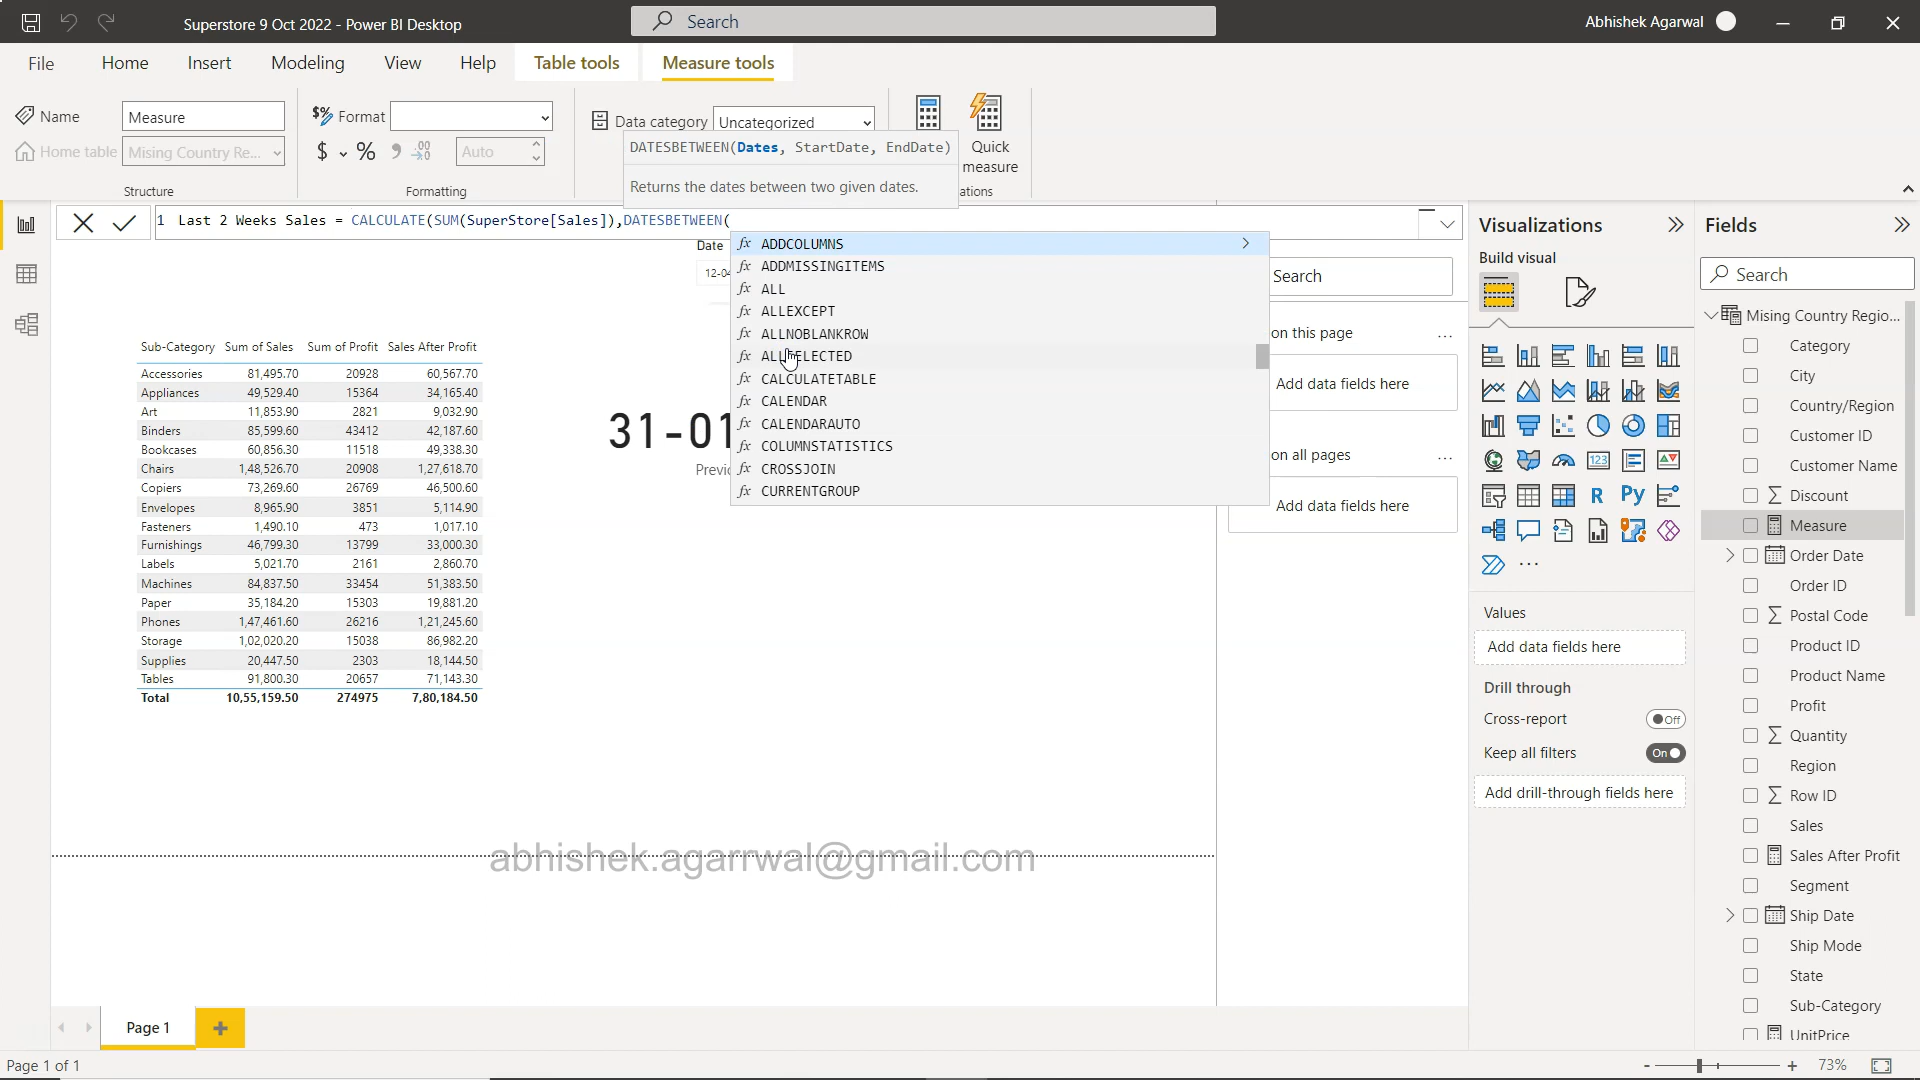 Superstore 9 Oct 2022 - Power BI Desktop
Search
Abhishek Agarwal
File
Home
Insert
Modeling
View
Help
Table tools
Measure tools
Name
Measure
Home table
Mising Country Re...
Structure
Format
$
%
Auto
Formatting
Data category
Uncategorized
Quick
measure
ations
DATESBETWEEN(Dates, StartDate, EndDate)
Returns the dates between two given dates.
1 Last 2 Weeks Sales = CALCULATE(SUM(SuperStore[Sales]),DATESBETWEEN(
Date
12-04
ADDCOLUMNS
ADDMISSINGITEMS
ALL
ALLEXCEPT
ALLNOBLANKROW
ALLSELECTED
CALCULATETABLE
CALENDAR
CALENDARAUTO
COLUMNSTATISTICS
CROSSJOIN
CURRENTGROUP
Sub-Category Sum of Sales Sum of Profit Sales After Profit
Accessories 81,495.70 20928 60,567.70
Appliances 49,529.40 15364 34,165.40
Art 11,853.90 2821 9,032.90
Binders 85,599.60 43412 42,187.60
Bookcases 60,856.30 11518 49,338.30
Chairs 1,48,526.70 20908 1,27,618.70
Copiers 73,269.60 26769 46,500.60
Envelopes 8,965.90 3851 5,114.90
Fasteners 1,490.10 473 1,017.10
Furnishings 46,799.30 13799 33,000.30
Labels 5,021.70 2161 2,860.70
Machines 84,837.50 33454 51,383.50
Paper 35,184.20 15303 19,881.20
Phones 1,47,461.60 26216 1,21,245.60
Storage 1,02,020.20 15038 86,982.20
Supplies 20,447.50 2303 18,144.50
Tables 91,800.30 20657 71,143.30
Total 10,55,159.50 274975 7,80,184.50
31-01
Previ
abhishek.agarrwal@gmail.com
Search
on this page
...
Add data fields here
on all pages
...
Add data fields here
Visualizations
Build visual
123
R
Py
...
Values
Add data fields here
Drill through
Cross-report
Off
Keep all filters
On
Add drill-through fields here
Fields
Search
Mising Country Regio...
Category
City
Country/Region
Customer ID
Customer Name
Discount
Measure
Order Date
Order ID
Postal Code
Product ID
Product Name
Profit
Quantity
Region
Row ID
Sales
Sales After Profit
Segment
Ship Date
Ship Mode
State
Sub-Category
UnitPrice
Page 1
+
Page 1 of 1
- + 73%